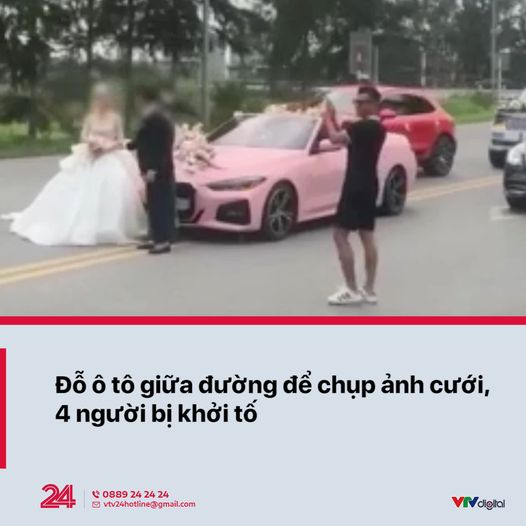 Đỗ ô tô giữa đường để chụp ảnh cưới,
4 người bị khởi tố
24
0889 24 24 24
vtv24hotline@gmail.com
VTVdigital